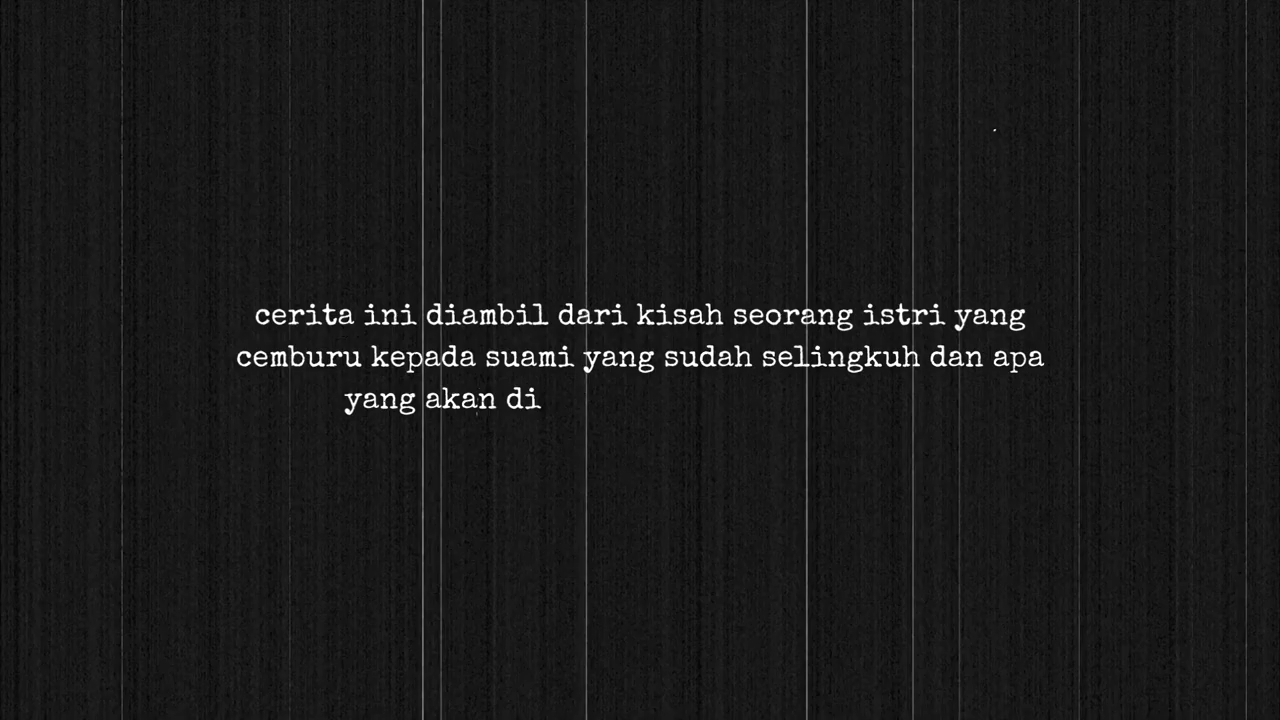 cerita ini diambil dari kisah seorang istri yang
cemburu kepada suami yang sudah selingkuh dan apa
yang akan di